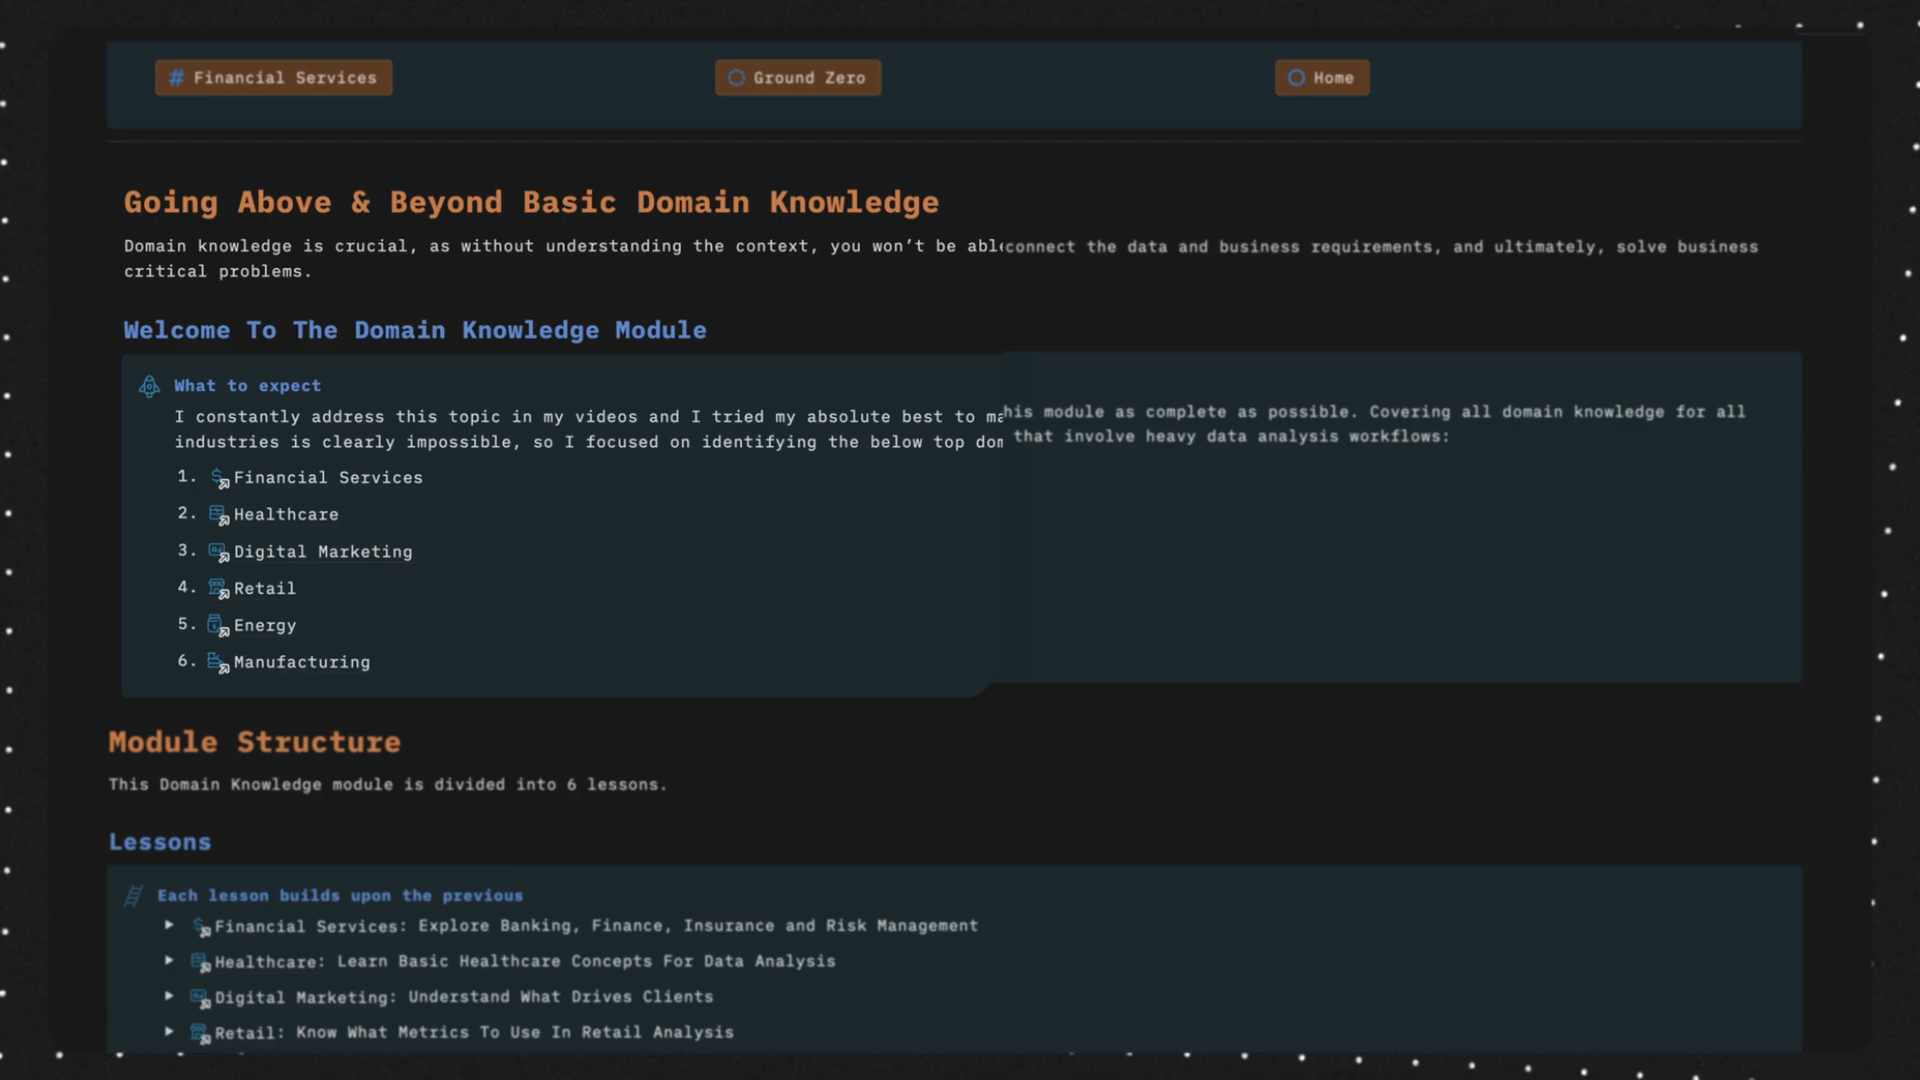 # Financial Services
Ground Zero
Home
Going Above & Beyond Basic Domain Knowledge
Domain knowledge is crucial, as without understanding the context, you won’t be able connect the data and business requirements, and ultimately, solve business
critical problems.
Welcome To The Domain Knowledge Module
What to expect
I constantly address this topic in my videos and I tried my absolute best to ma his module as complete as possible. Covering all domain knowledge for all
industries is clearly impossible, so I focused on identifying the below top dom that involve heavy data analysis workflows:
1. Financial Services
2. Healthcare
3. Digital Marketing
4. Retail
5. Energy
6. Manufacturing
Module Structure
This Domain Knowledge module is divided into 6 lessons.
Lessons
Each lesson builds upon the previous
Financial Services: Explore Banking, Finance, Insurance and Risk Management
Healthcare: Learn Basic Healthcare Concepts For Data Analysis
Digital Marketing: Understand What Drives Clients
Retail: Know What Metrics To Use In Retail Analysis